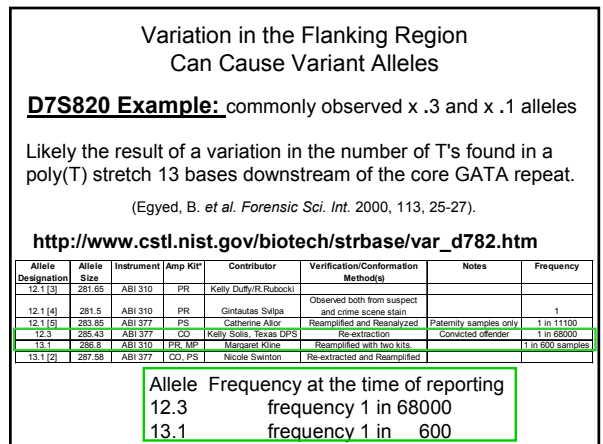 Variation in the Flanking Region
Can Cause Variant Alleles
D7S820 Example: commonly observed x .3 and x .1 alleles
Likely the result of a variation in the number of T's found in a
poly(T) stretch 13 bases downstream of the core GATA repeat.
(Egyed, B. et al. Forensic Sci. Int. 2000, 113, 25-27).
http://www.cstl.nist.gov/biotech/strbase/var_d782.htm
Allele Designation Allele Size Instrument Amp Kit* Contributor Verification/Conformation Method(s) Notes Frequency
12.1 [3] 281.65 ABI 310 PR Kelly Duffy/R.Rubocki
12.1 [4] 281.5 ABI 310 PR Gintautas Svilpa Observed both from suspect and crime scene stain 1
12.1 [5] 283.85 ABI 377 PS Catherine Allor Reamplified and Reanalyzed Paternity samples only 1 in 11100
12.3 285.43 ABI 377 CO Kelly Solis, Texas DPS Re-extraction Convicted offender 1 in 68000
13.1 286.8 ABI 310 PR, MP Margaret Kline Reamplified with two kits. 1 in 600 samples
13.1 [2] 287.58 ABI 377 CO, PS Nicole Swinton Re-extracted and Reamplified
Allele Frequency at the time of reporting
12.3 frequency 1 in 68000
13.1 frequency 1 in 600